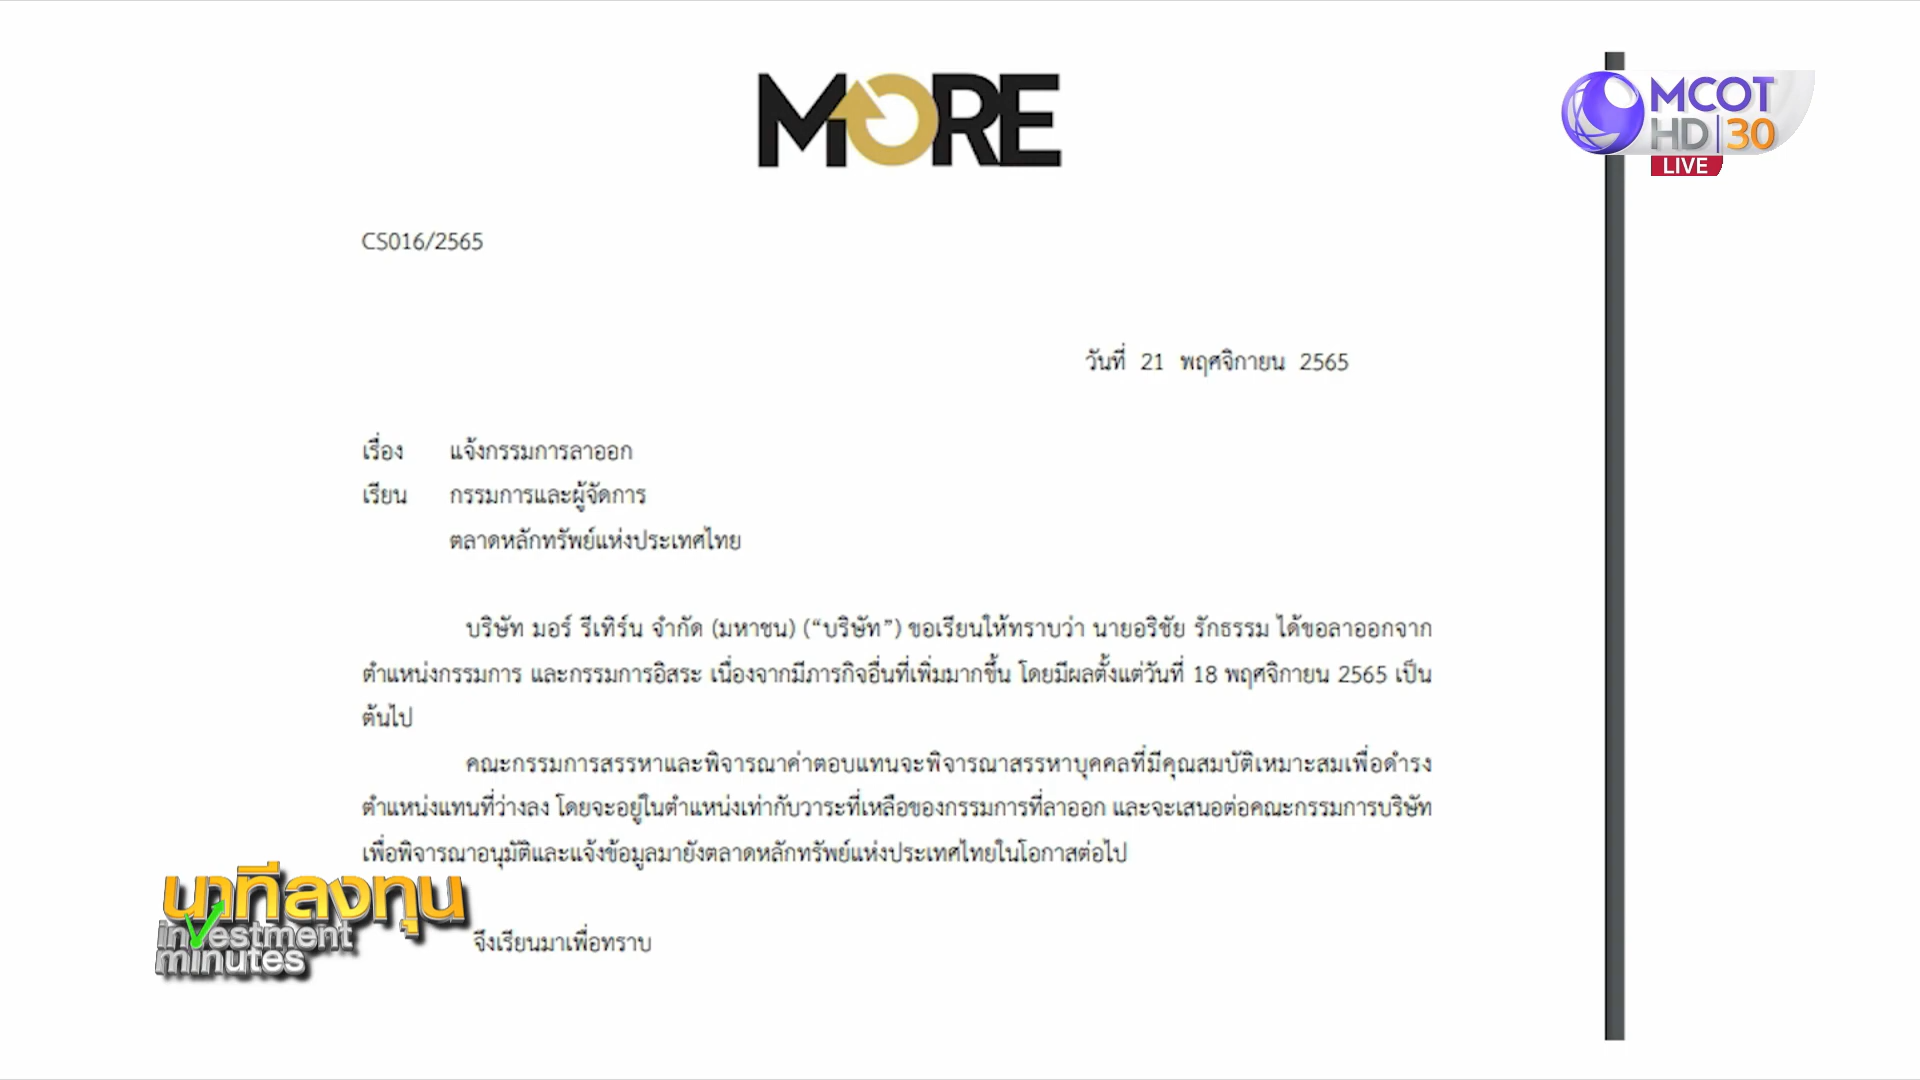 MORE
MCOT
HD 30
LIVE
CS016/2565
วันที่ 21 พฤศจิกายน 2565
เรื่อง แจ้งกรรมการลาออก
เรียน กรรมการและผู้จัดการ
ตลาดหลักทรัพย์แห่งประเทศไทย
บริษัท มอร์ รีเทิร์น จำกัด (มหาชน) (“บริษัท”) ขอเรียนให้ทราบว่า นายอริชัย รักธรรม ได้ขอลาออกจาก
ตำแหน่งกรรมการ และกรรมการอิสระ เนื่องจากมีภารกิจอื่นที่เพิ่มมากขึ้น โดยมีผลตั้งแต่วันที่ 18 พฤศจิกายน 2565 เป็น
ต้นไป
คณะกรรมการสรรหาและพิจารณาค่าตอบแทนจะพิจารณาสรรหาบุคคลที่มีคุณสมบัติเหมาะสมเพื่อดำรง
ตำแหน่งแทนที่ว่างลง โดยจะอยู่ในตำแหน่งเท่ากับวาระที่เหลือของกรรมการที่ลาออก และจะเสนอต่อคณะกรรมการบริษัท
เพื่อพิจารณาอนุมัติและแจ้งข้อมูลมายังตลาดหลักทรัพย์แห่งประเทศไทยในโอกาสต่อไป
จึงเรียนมาเพื่อทราบ
นาทีลงทุน
investment
minutes